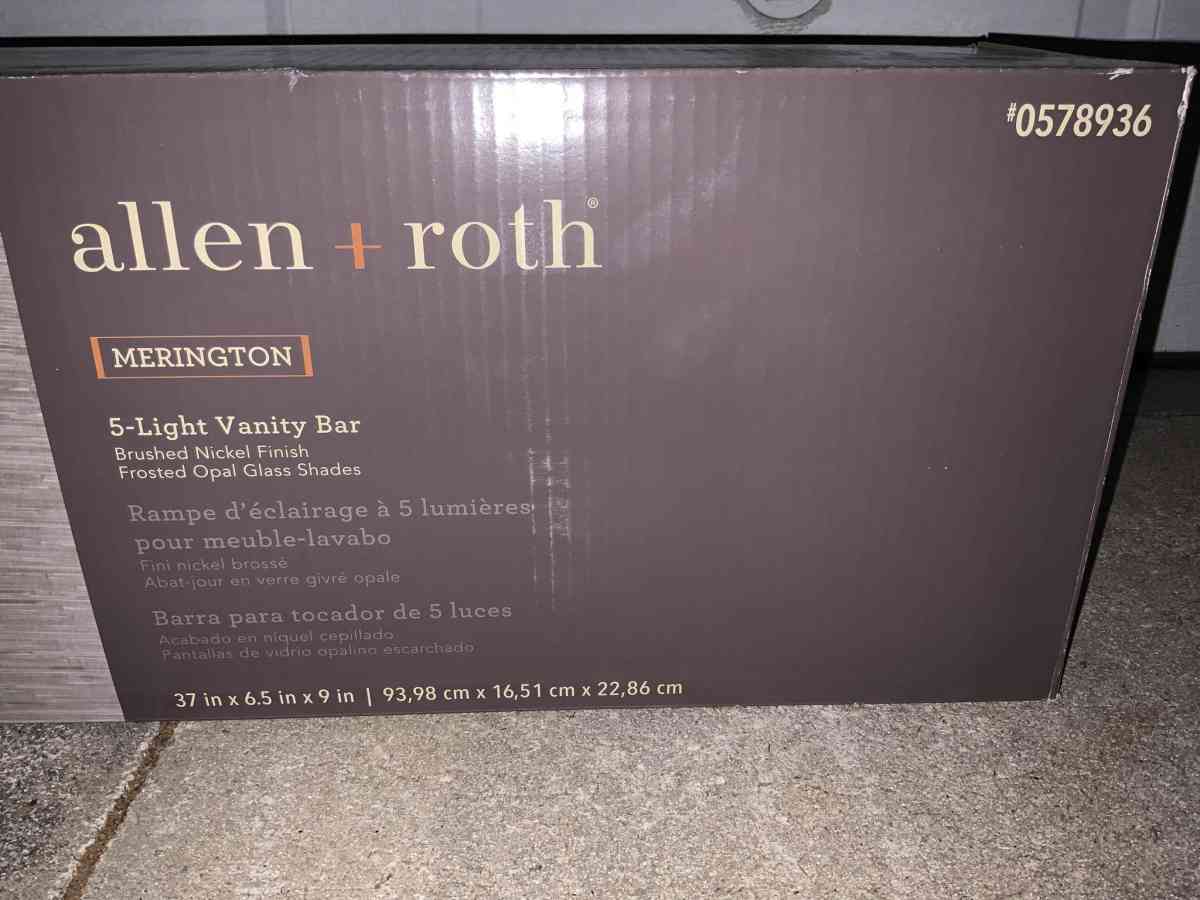 #0578936
allen + roth®
MERINGTON
5-Light Vanity Bar
Brushed Nickel Finish
Frosted Opal Glass Shades
Rampe d'éclairage à 5 lumières
pour meuble-lavabo
Fini nickel brossé
Abat-jour en verre givré opale
Barra para tocador de 5 luces
Acabado en níquel cepillado
Pantallas de vidrio opalino escarchado
37 in x 6.5 in x 9 in | 93,98 cm x 16,51 cm x 22,86 cm